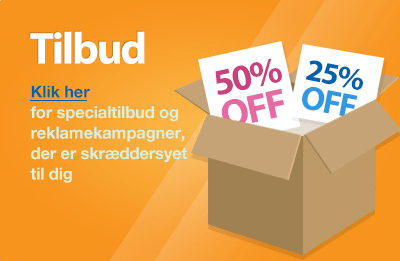 Tilbud
Klik her
for specialtilbud og
reklamekampagner,
der er skræddersyet
til dig
50%
OFF
25%
OFF